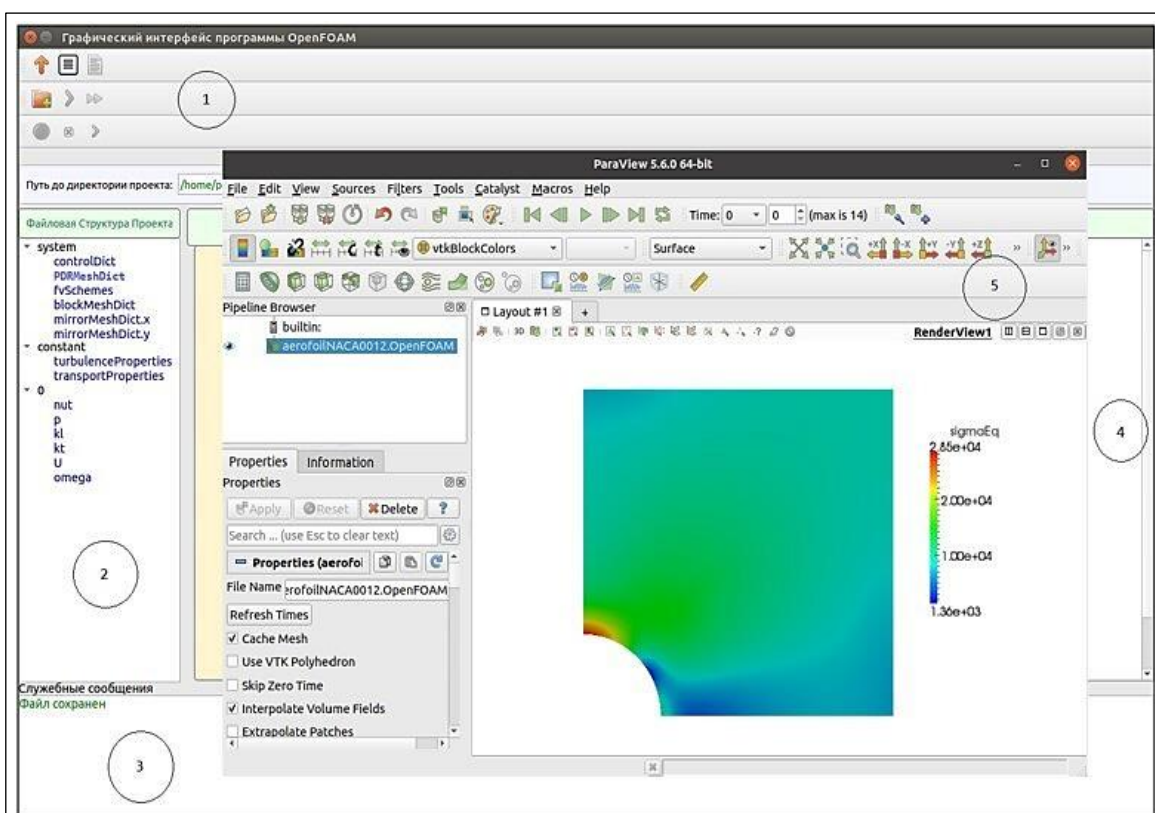 Графический интерфейс программы OpenFOAM
1
ParaView 5.6.0 64-bit
Путь до директории проекта: /home/p
File Edit View Sources Filters Tools Catalyst Macros Help
Time: 0 0 (max is 14)
Файловая Структура Проекта
vtkBlockColors Surface
+X -X +Y -Y +Z
5
system
controlDict
PDRMeshDict
fvSchemes
blockMeshDict
mirrorMeshDict.x
mirrorMeshDict.y
constant
turbulenceProperties
transportProperties
0
nut
p
kl
kt
U
omega
2
Pipeline Browser
builtin:
aerofoilNACA0012.OpenFOAM
Layout #1 +
3D RenderView1
Properties Information
Properties
Apply Reset Delete ?
Search ... (use Esc to clear text)
Properties (aerofoi
File Name erofoilNACA0012.OpenFOAM
Refresh Times
Cache Mesh
Use VTK Polyhedron
Skip Zero Time
Interpolate Volume Fields
Extrapolate Patches
sigmaEq
2.85e+04
2.00e+04
1.00e+04
1.36e+03
4
Служебные сообщения
Файл сохранен
3